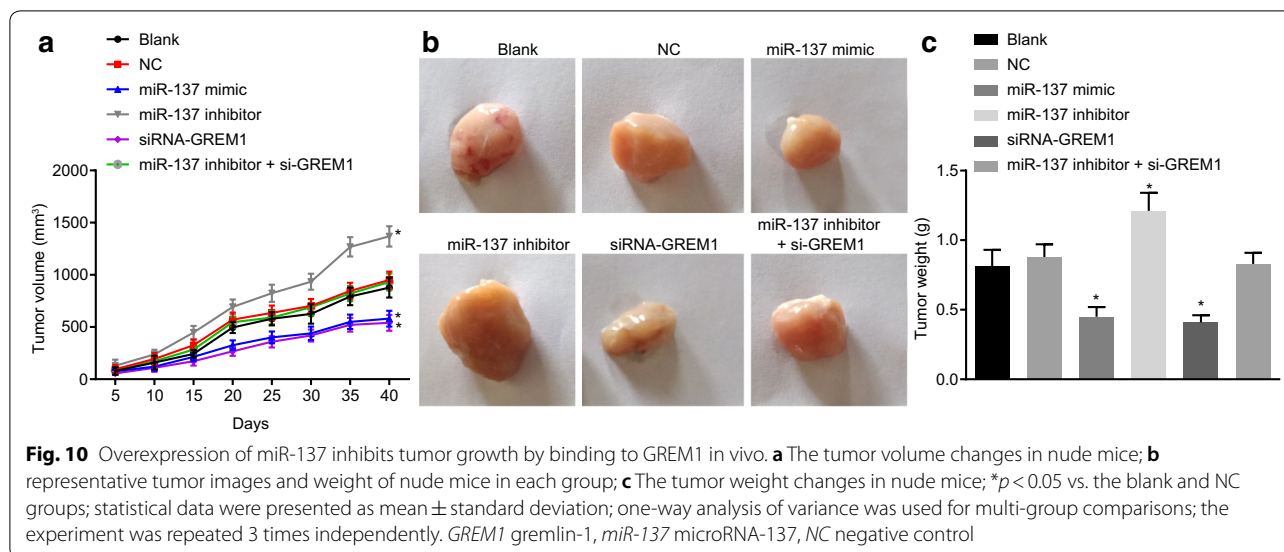 a
Blank
NC
miR-137 mimic
miR-137 inhibitor
siRNA-GREM1
miR-137 inhibitor + si-GREM1
Tumor volume (mm³)
2000
1500
1000
500
0
5 10 15 20 25 30 35 40
Days
*
*
*
b
Blank
NC
miR-137 mimic
miR-137 inhibitor
siRNA-GREM1
miR-137 inhibitor
+ si-GREM1
c
Blank
NC
miR-137 mimic
miR-137 inhibitor
siRNA-GREM1
miR-137 inhibitor + si-GREM1
Tumor weight (g)
1.5
1.0
0.5
0.0
*
*
*
Fig. 10 Overexpression of miR-137 inhibits tumor growth by binding to GREM1 in vivo. a The tumor volume changes in nude mice; b
representative tumor images and weight of nude mice in each group; c The tumor weight changes in nude mice; *p < 0.05 vs. the blank and NC
groups; statistical data were presented as mean ± standard deviation; one-way analysis of variance was used for multi-group comparisons; the
experiment was repeated 3 times independently. GREM1 gremlin-1, miR-137 microRNA-137, NC negative control